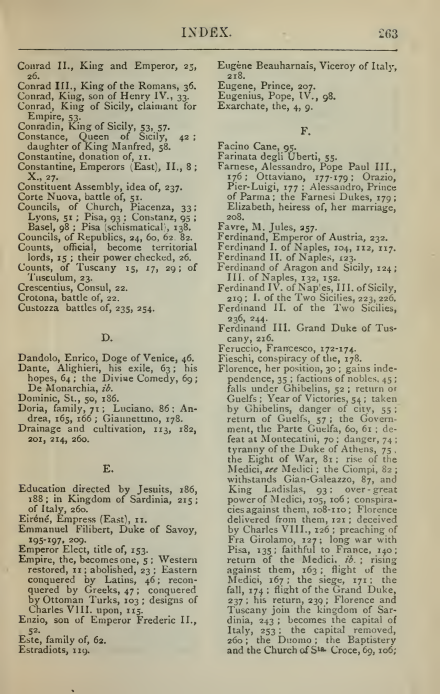 INDEX.
263
Conrad II., King and Emperor, 25,
26.
Conrad III., King of the Romans, 36.
Conrad, King, son of Henry IV., 33.
Conrad, King of Sicily, claimant for
Empire, 53.
Conradin, King of Sicily, 53, 57.
Constance, Queen of Sicily, 42;
daughter of King Manfred, 58.
Constantine, donation of, 11.
Constantine, Emperors (East), II., 8;
X., 27.
Constituent Assembly, idea of, 237.
Corte Nuova, battle of, 51.
Councils, of Church, Piacenza, 33;
Lyons, 51; Pisa, 93; Constanz, 95;
Basel, 98; Pisa (schismatical), 138.
Councils, of Republics, 24, 60, 62, 82.
Counts, official, become territorial
lords, 15; their power checked, 26.
Counts, of Tuscany 15, 17, 29; of
Tusculum, 23.
Crescentius, Consul, 22.
Crotona, battle of, 22.
Custozza battles of, 235, 254.
D.
Dandolo, Enrico, Doge of Venice, 46.
Dante, Alighieri, his exile, 63; his
hopes, 64; the Divine Comedy, 69;
De Monarchia, ib.
Dominic, St., 50, 186.
Doria, family, 71; Luciano. 86; An-
drea, 165, 166; Giannettino, 178.
Drainage and cultivation, 113, 182,
201, 214, 260.
E.
Education directed by Jesuits, 186,
188; in Kingdom of Sardinia, 215;
of Italy, 260.
Eiréné, Empress (East), 11.
Emmanuel Filibert, Duke of Savoy,
195-197, 209.
Emperor Elect, title of, 153.
Empire, the, becomes one, 5; Western
restored, 11; abolished, 23; Eastern
conquered by Latins, 46; recon-
quered by Greeks, 47; conquered
by Ottoman Turks, 103; designs of
Charles VIII. upon, 115.
Enzio, son of Emperor Frederic II.,
52.
Este, family of, 62.
Estradiots, 119.
Eugène Beauharnais, Viceroy of Italy,
218.
Eugene, Prince, 207.
Eugenius, Pope, IV., 98.
Exarchate, the, 4, 9.
F.
Facino Cane, 95.
Farinata degli Uberti, 55.
Farnese, Alessandro, Pope Paul III.,
176; Ottaviano, 177-179; Orazio,
Pier-Luigi, 177; Alessandro, Prince
of Parma; the Farnesi Dukes, 179;
Elizabeth, heiress of, her marriage,
208.
Favre, M. Jules, 257.
Ferdinand, Emperor of Austria, 232.
Ferdinand I. of Naples, 104, 112, 117.
Ferdinand II. of Naples, 123.
Ferdinand of Aragon and Sicily, 124;
III. of Naples, 132, 152.
Ferdinand IV. of Nap'es, III. of Sicily,
219; I. of the Two Sicilies, 223, 226.
Ferdinand II. of the Two Sicilies,
236, 244.
Ferdinand III. Grand Duke of Tus-
cany, 216.
Feruccio, Francesco, 172-174.
Fieschi, conspiracy of the, 178.
Florence, her position, 30; gains inde-
pendence, 35; factions of nobles. 45;
falls under Ghibelins, 52; return of
Guelfs; Year of Victories, 54; taken
by Ghibelins, danger of city, 55;
return of Guelfs, 57; the Govern-
ment, the Parte Guelfa, 60, 61; de-
feat at Montecatini, 70; danger, 74;
tyranny of the Duke of Athens, 75.
the Eight of War, 81; rise of the
Medici, see Medici; the Ciompi, 82;
withstands Gian-Galeazzo, 87, and
King Ladislas, 93; over-great
power of Medici, 105, 106; conspira-
cies against them, 108-110; Florence
delivered from them, 121; deceived
by Charles VIII., 126; preaching of
Fra Girolamo, 127; long war with
Pisa, 135; faithful to France, 140;
return of the Medici. ib.; rising
against them, 163; flight of the
Medici, 167; the siege, 171; the
fall, 174; flight of the Grand Duke,
237; his return, 239; Florence and
Tuscany join the kingdom of Sar-
dinia, 243; becomes the capital of
Italy, 253; the capital removed,
260; the Duomo; the Baptistery
and the Church of Sta. Croce, 69, 106;